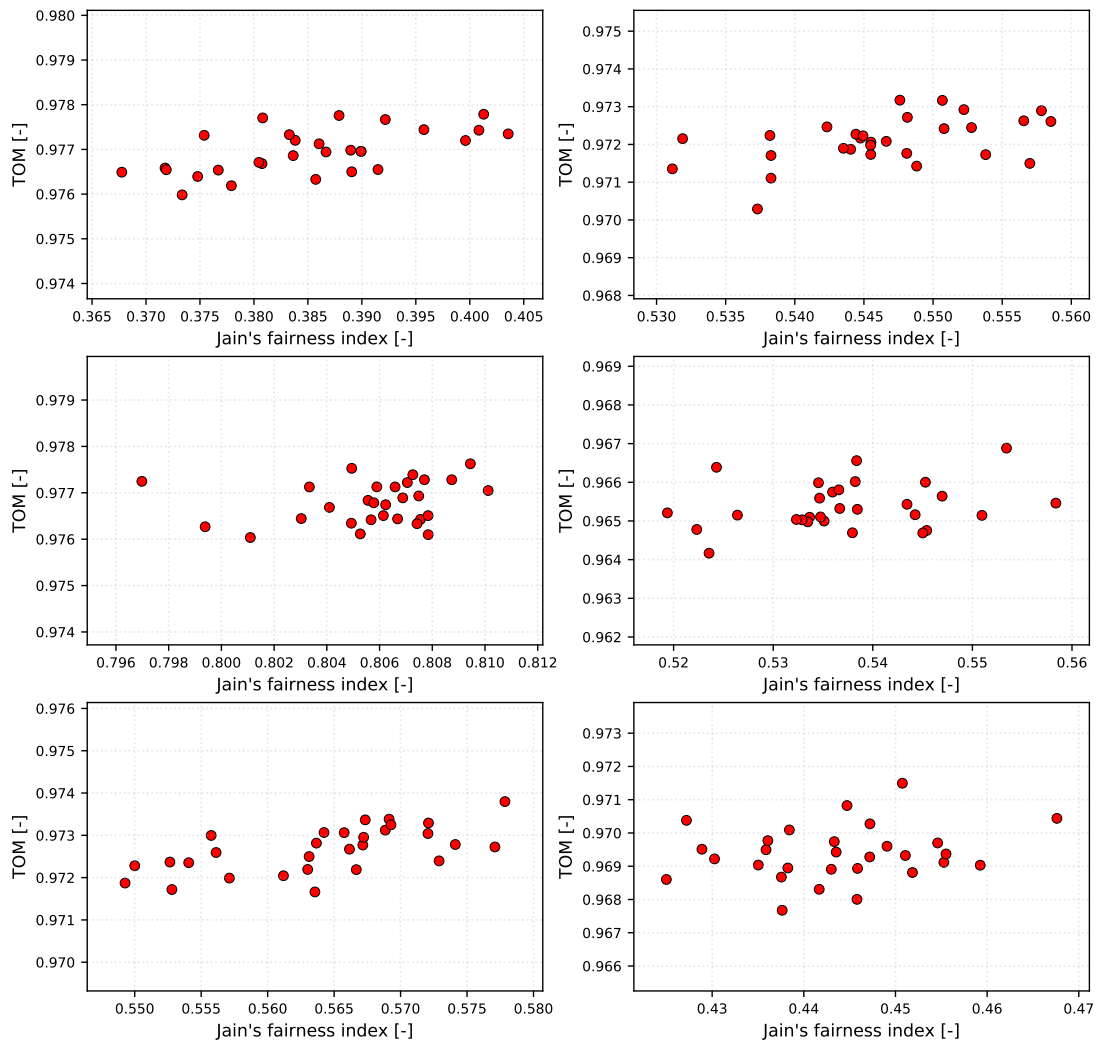 0.980
0.979
0.978
0.977
0.976
0.975
0.974
TOM [-]
0.365 0.370 0.375 0.380 0.385 0.390 0.395 0.400 0.405
Jain's fairness index [-]
0.975
0.974
0.973
0.972
0.971
0.970
0.969
0.968
TOM [-]
0.530 0.535 0.540 0.545 0.550 0.555 0.560
Jain's fairness index [-]
0.979
0.978
0.977
0.976
0.975
0.974
TOM [-]
0.796 0.798 0.800 0.802 0.804 0.806 0.808 0.810 0.812
Jain's fairness index [-]
0.969
0.968
0.967
0.966
0.965
0.964
0.963
0.962
TOM [-]
0.52 0.53 0.54 0.55 0.56
Jain's fairness index [-]
0.976
0.975
0.974
0.973
0.972
0.971
0.970
TOM [-]
0.550 0.555 0.560 0.565 0.570 0.575 0.580
Jain's fairness index [-]
0.973
0.972
0.971
0.970
0.969
0.968
0.967
0.966
TOM [-]
0.43 0.44 0.45 0.46 0.47
Jain's fairness index [-]